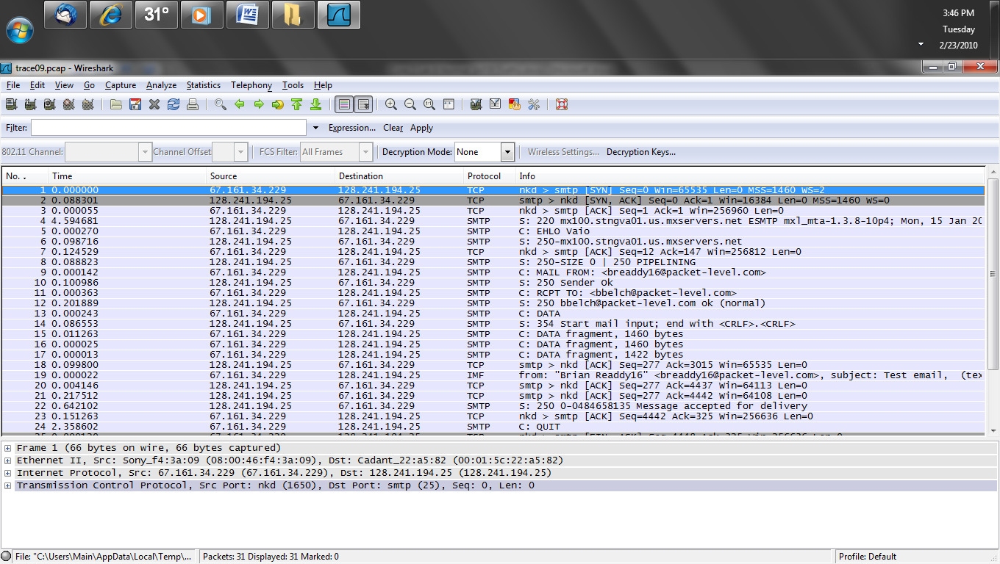 31°
3:46 PM
Tuesday
2/23/2010
trace09.pcap - Wireshark
File Edit View Go Capture Analyze Statistics Telephony Tools Help
Filter: Expression... Clear Apply
802.11 Channel: Channel Offset: FCS Filter: All Frames Decryption Mode: None Wireless Settings... Decryption Keys...
No. . Time Source Destination Protocol Info
1 0.000000 67.161.34.229 128.241.194.25 TCP nkd > smtp [SYN] Seq=0 Win=65535 Len=0 MSS=1460 WS=2
2 0.088301 128.241.194.25 67.161.34.229 TCP smtp > nkd [SYN, ACK] Seq=0 Ack=1 Win=16384 Len=0 MSS=1460 WS=0
3 0.000055 67.161.34.229 128.241.194.25 TCP nkd > smtp [ACK] Seq=1 Ack=1 Win=256960 Len=0
4 4.594681 128.241.194.25 67.161.34.229 SMTP S: 220 mx100.stngva01.us.mxservers.net ESMTP mxl_mta-1.3.8-10p4; Mon, 15 Jan 20
5 0.000270 67.161.34.229 128.241.194.25 SMTP C: EHLO Vaio
6 0.098716 128.241.194.25 67.161.34.229 SMTP S: 250-mx100.stngva01.us.mxservers.net
7 0.124529 67.161.34.229 128.241.194.25 TCP nkd > smtp [ACK] Seq=12 Ack=147 Win=256812 Len=0
8 0.088823 128.241.194.25 67.161.34.229 SMTP S: 250-SIZE 0 | 250 PIPELINING
9 0.000142 67.161.34.229 128.241.194.25 SMTP C: MAIL FROM: <breaddy16@packet-level.com>
10 0.100986 128.241.194.25 67.161.34.229 SMTP S: 250 Sender Ok
11 0.000363 67.161.34.229 128.241.194.25 SMTP C: RCPT TO: <bbelch@packet-level.com>
12 0.201889 128.241.194.25 67.161.34.229 SMTP S: 250 bbelch@packet-level.com ok (normal)
13 0.000243 67.161.34.229 128.241.194.25 SMTP C: DATA
14 0.086553 128.241.194.25 67.161.34.229 SMTP S: 354 Start mail input; end with <CRLF>.<CRLF>
15 0.011263 67.161.34.229 128.241.194.25 SMTP C: DATA fragment, 1460 bytes
16 0.000025 67.161.34.229 128.241.194.25 SMTP C: DATA fragment, 1460 bytes
17 0.000013 67.161.34.229 128.241.194.25 SMTP C: DATA fragment, 1422 bytes
18 0.099800 128.241.194.25 67.161.34.229 TCP smtp > nkd [ACK] Seq=277 Ack=3015 Win=65535 Len=0
19 0.000022 67.161.34.229 128.241.194.25 IMF from: "Brian Readdy16" <breaddy16@packet-level.com>, subject: Test email, (tex
20 0.004146 128.241.194.25 67.161.34.229 TCP smtp > nkd [ACK] Seq=277 Ack=4437 Win=64113 Len=0
21 0.217512 128.241.194.25 67.161.34.229 TCP smtp > nkd [ACK] Seq=277 Ack=4442 Win=64108 Len=0
22 0.642102 128.241.194.25 67.161.34.229 SMTP S: 250 0-0484658135 Message accepted for delivery
23 0.151263 67.161.34.229 128.241.194.25 TCP nkd > smtp [ACK] Seq=4442 Ack=325 Win=256636 Len=0
24 2.358602 67.161.34.229 128.241.194.25 SMTP C: QUIT
Frame 1 (66 bytes on wire, 66 bytes captured)
Ethernet II, Src: Sony_f4:3a:09 (08:00:46:f4:3a:09), Dst: Cadant_22:a5:82 (00:01:5c:22:a5:82)
Internet Protocol, Src: 67.161.34.229 (67.161.34.229), Dst: 128.241.194.25 (128.241.194.25)
Transmission Control Protocol, Src Port: nkd (1650), Dst Port: smtp (25), Seq: 0, Len: 0
File: "C:\Users\Main\AppData\Local\Temp\... Packets: 31 Displayed: 31 Marked: 0 Profile: Default